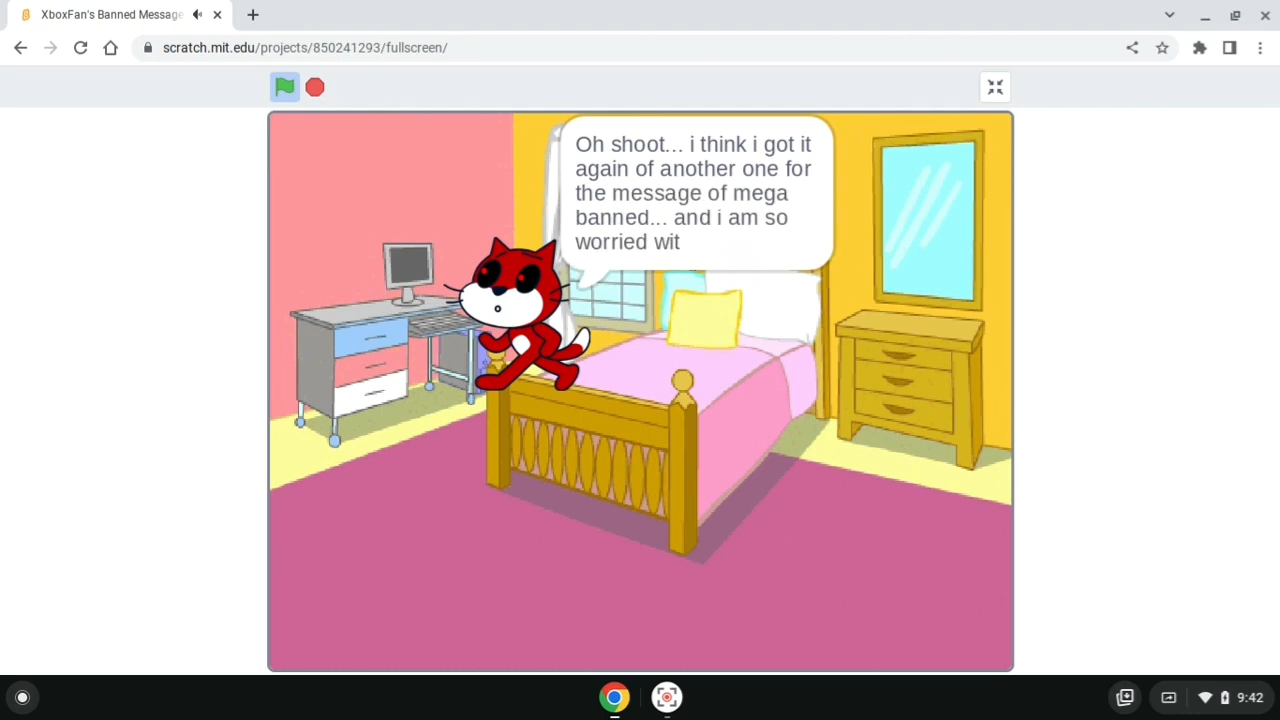 XboxFan's Banned Message
scratch.mit.edu/projects/850241293/fullscreen/
Oh shoot... i think i got it
again of another one for
the message of mega
banned... and i am so
worried wit
9:42